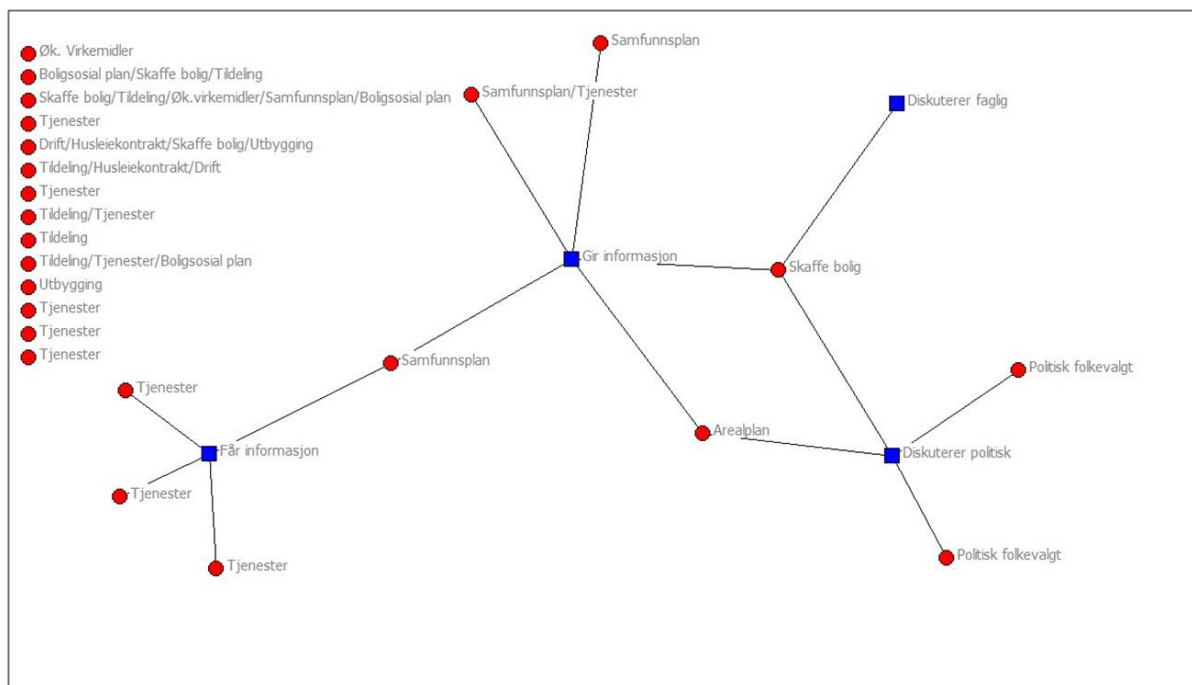 Øk. Virkemidler
Boligsosial plan/Skaffe bolig/Tildeling
Skaffe bolig/Tildeling/Øk.virkemidler/Samfunnsplan/Boligsosial plan
Tjenester
Drift/Husleiekontrakt/Skaffe bolig/Utbygging
Tildeling/Husleiekontrakt/Drift
Tjenester
Tildeling/Tjenester
Tildeling
Tildeling/Tjenester/Boligsosial plan
Utbygging
Tjenester
Tjenester
Tjenester
Samfunnsplan
Samfunnsplan/Tjenester
Diskuterer faglig
Gir informasjon
Skaffe bolig
Samfunnsplan
Politisk folkevalgt
Tjenester
Arealplan
Får informasjon
Diskuterer politisk
Tjenester
Politisk folkevalgt
Tjenester